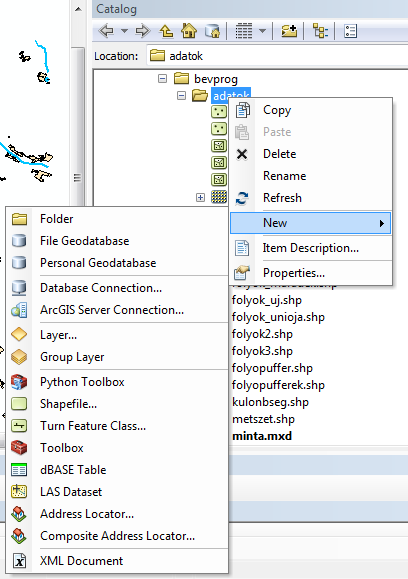 Catalog
Location: adatok
bevprog
adatok
Copy
Paste
Delete
Rename
Refresh
New
Item Description...
Properties...
Folder
File Geodatabase
Personal Geodatabase
Database Connection...
ArcGIS Server Connection...
Layer...
Group Layer
Python Toolbox
Shapefile...
Turn Feature Class...
Toolbox
dBASE Table
LAS Dataset
Address Locator...
Composite Address Locator...
XML Document
folyok_uj.shp
folyok_unioja.shp
folyok2.shp
folyok3.shp
folyopuffer.shp
folyopufferek.shp
kulonbseg.shp
metszet.shp
minta.mxd